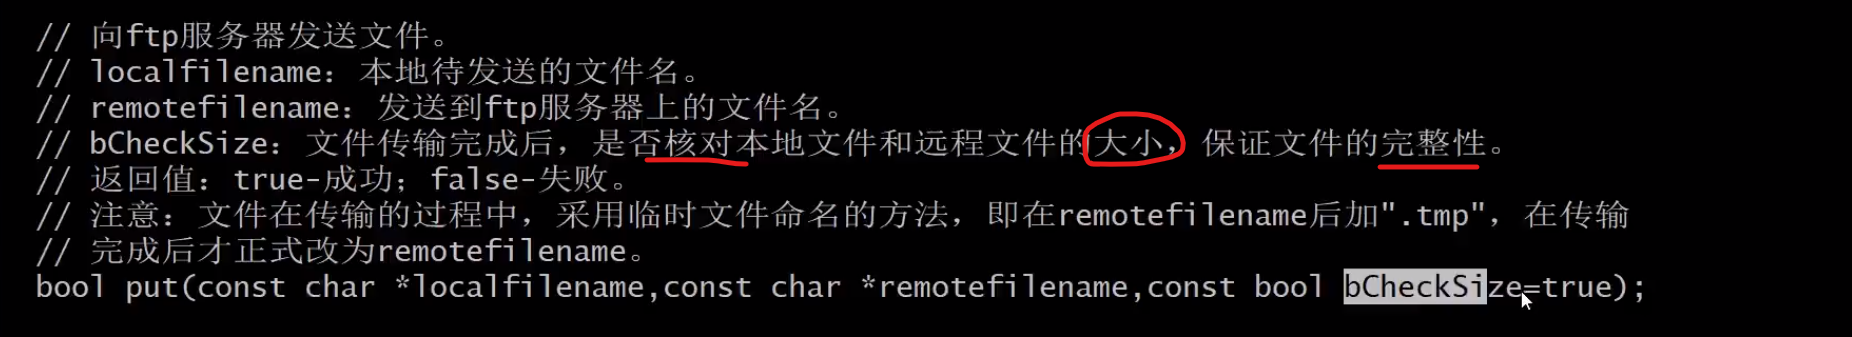 // 向ftp服务器发送文件。
// localfilename：本地待发送的文件名。
// remotefilename：发送到ftp服务器上的文件名。
// bCheckSize：文件传输完成后，是否核对本地文件和远程文件的大小，保证文件的完整性。
// 返回值：true-成功；false-失败。
// 注意：文件在传输的过程中，采用临时文件命名的方法，即在remotefilename后加".tmp"，在传输
// 完成后才正式改为remotefilename。
bool put(const char *localfilename,const char *remotefilename,const bool bCheckSize=true);